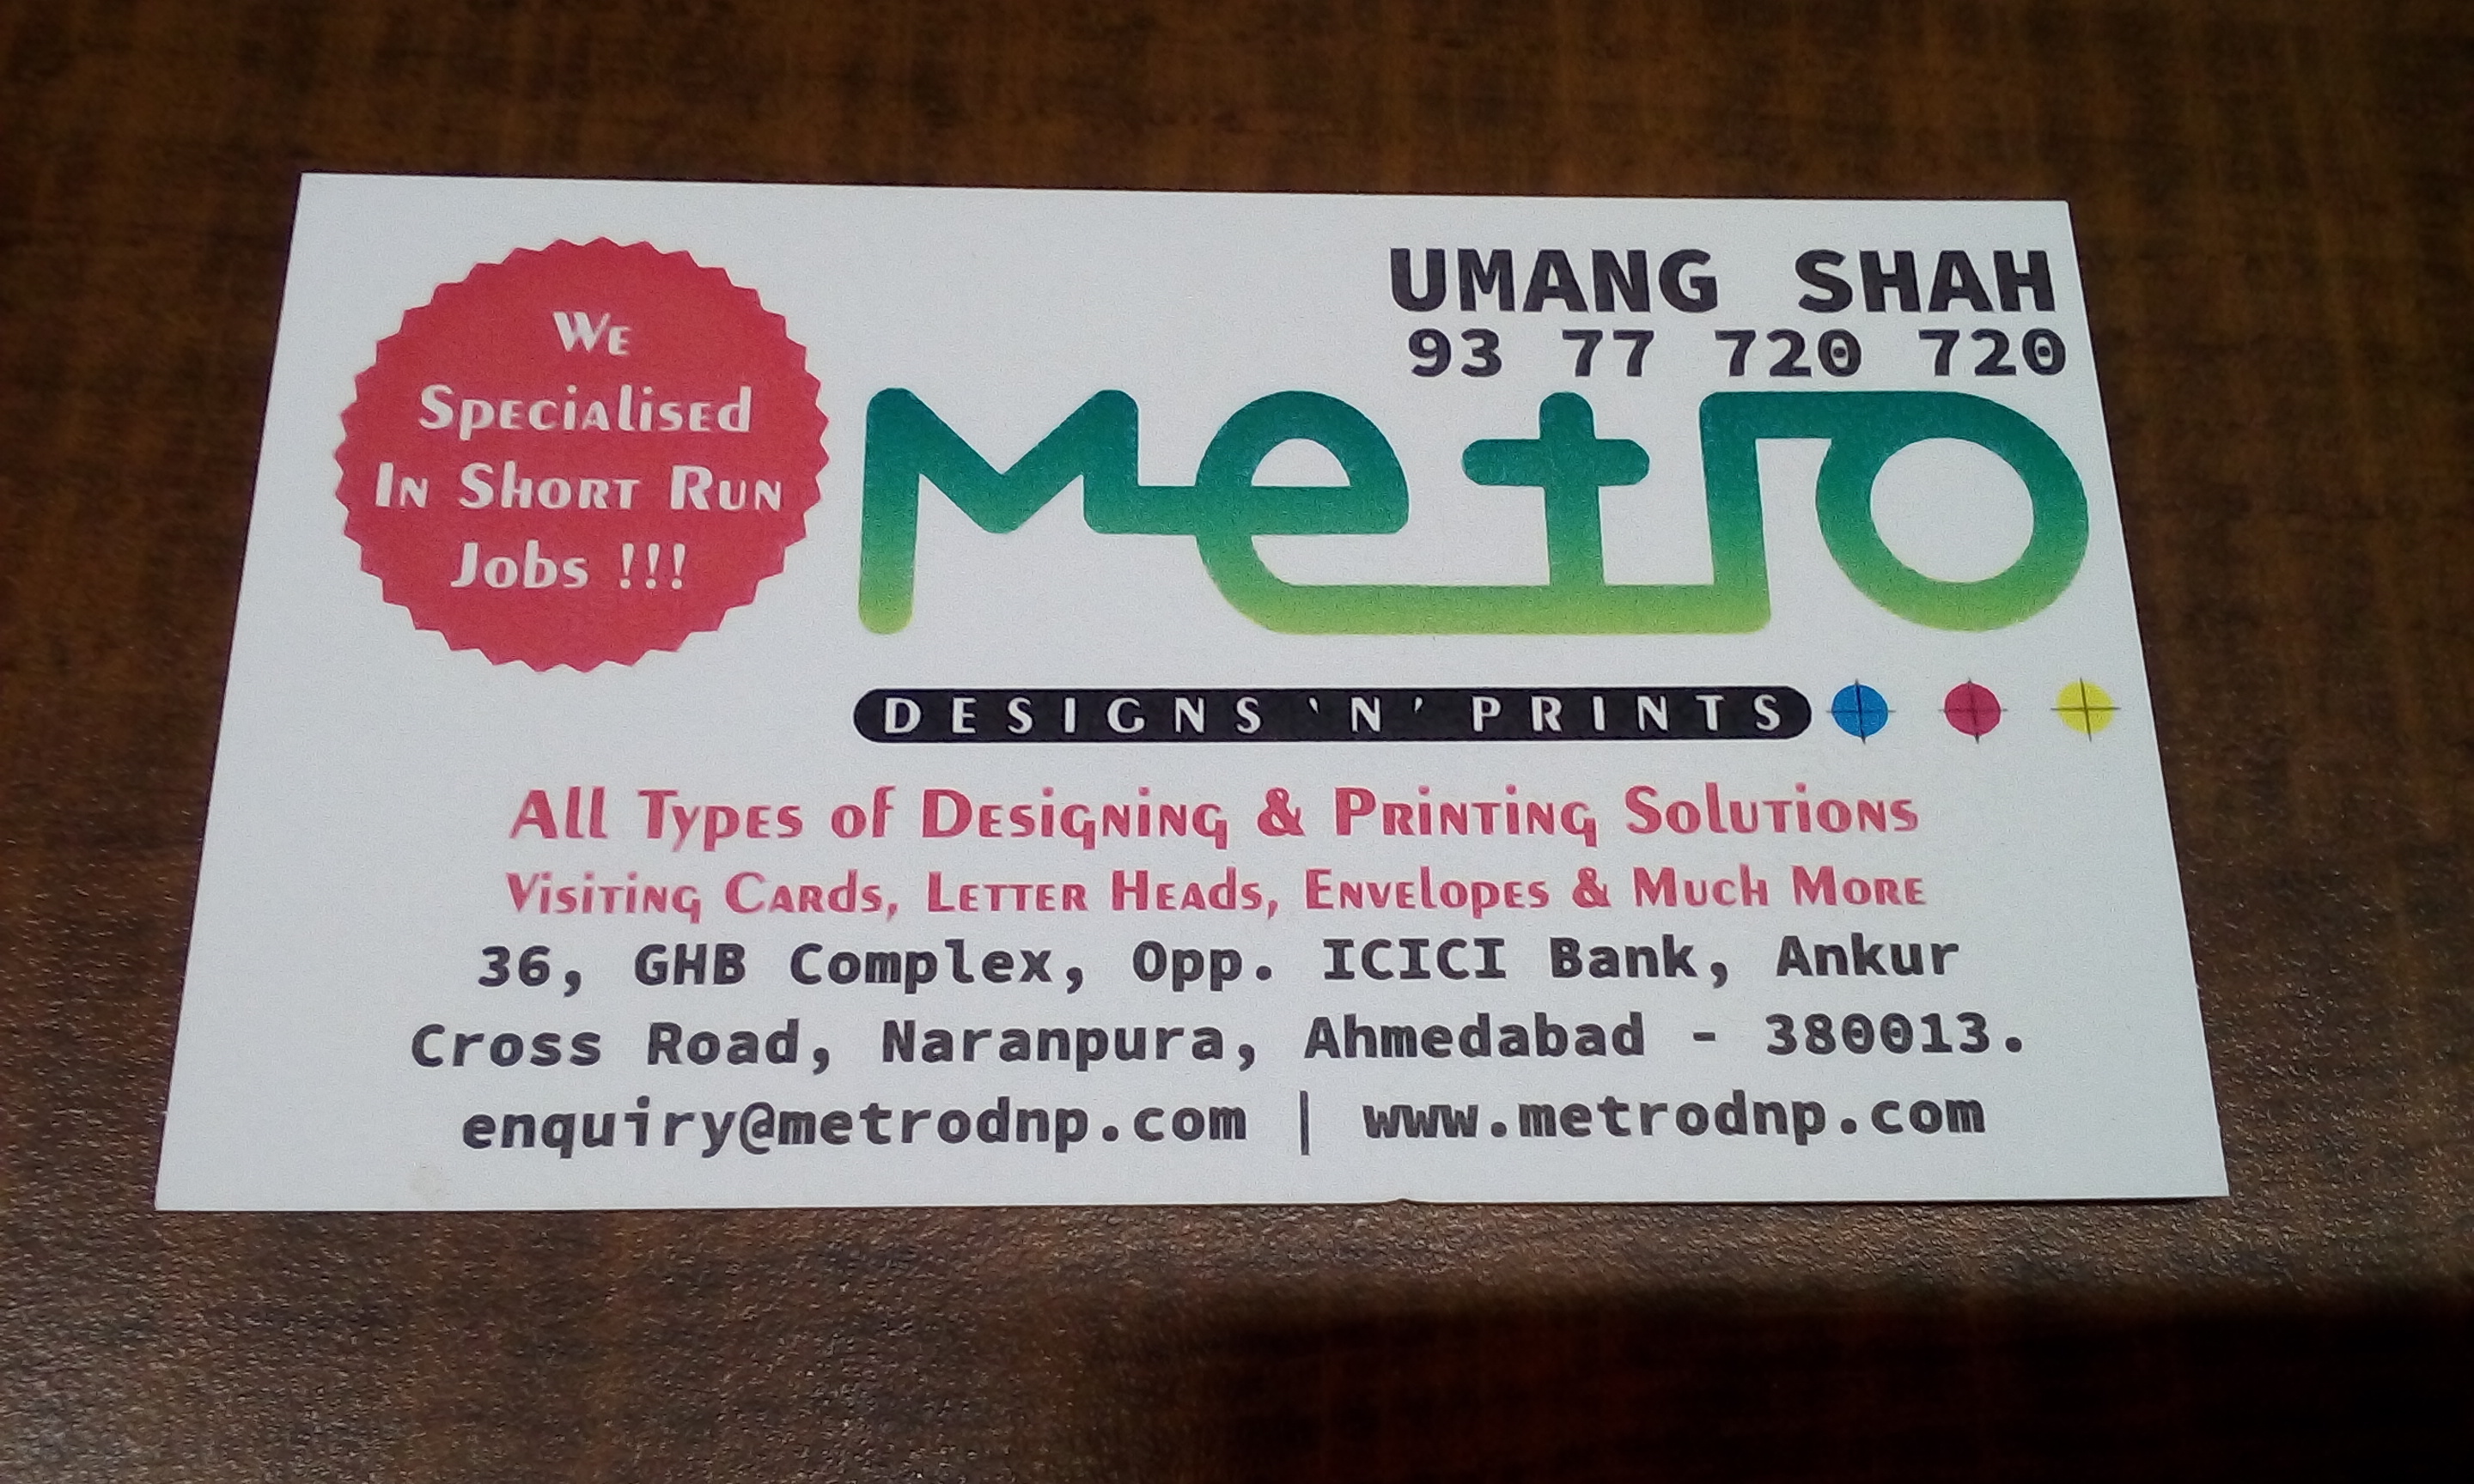 We
Specialised
In Short Run
Jobs !!!
UMANG SHAH
93 77 720 720
Metro
DESIGNS 'N' PRINTS
All Types of Designing & Printing Solutions
Visiting Cards, Letter Heads, Envelopes & Much More
36, GHB Complex, Opp. ICICI Bank, Ankur
Cross Road, Naranpura, Ahmedabad - 380013.
enquiry@metrodnp.com | www.metrodnp.com